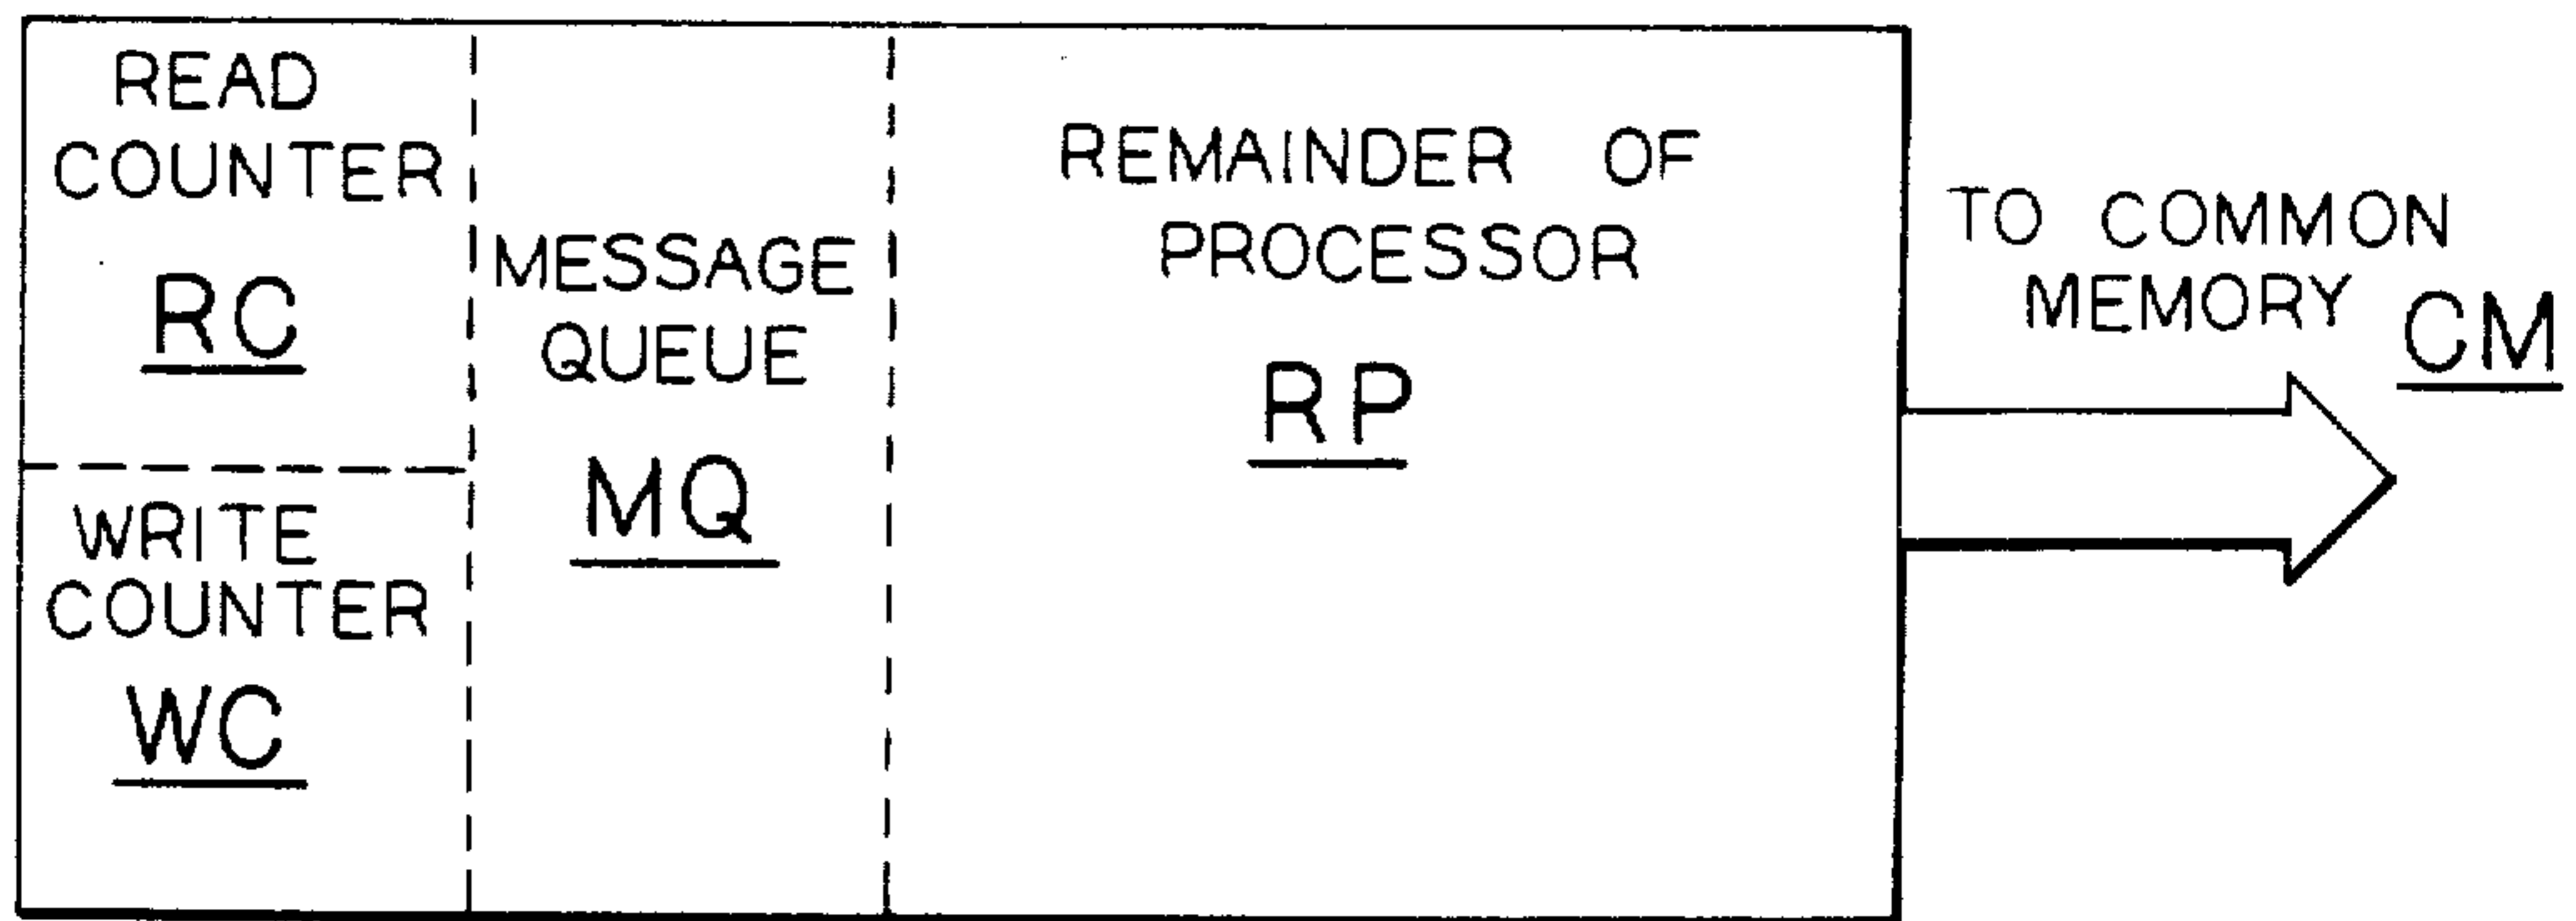 READ
COUNTER
RC
WRITE
COUNTER
WC
MESSAGE
QUEUE
MQ
REMAINDER OF
PROCESSOR
RP
TO COMMON
MEMORY
CM